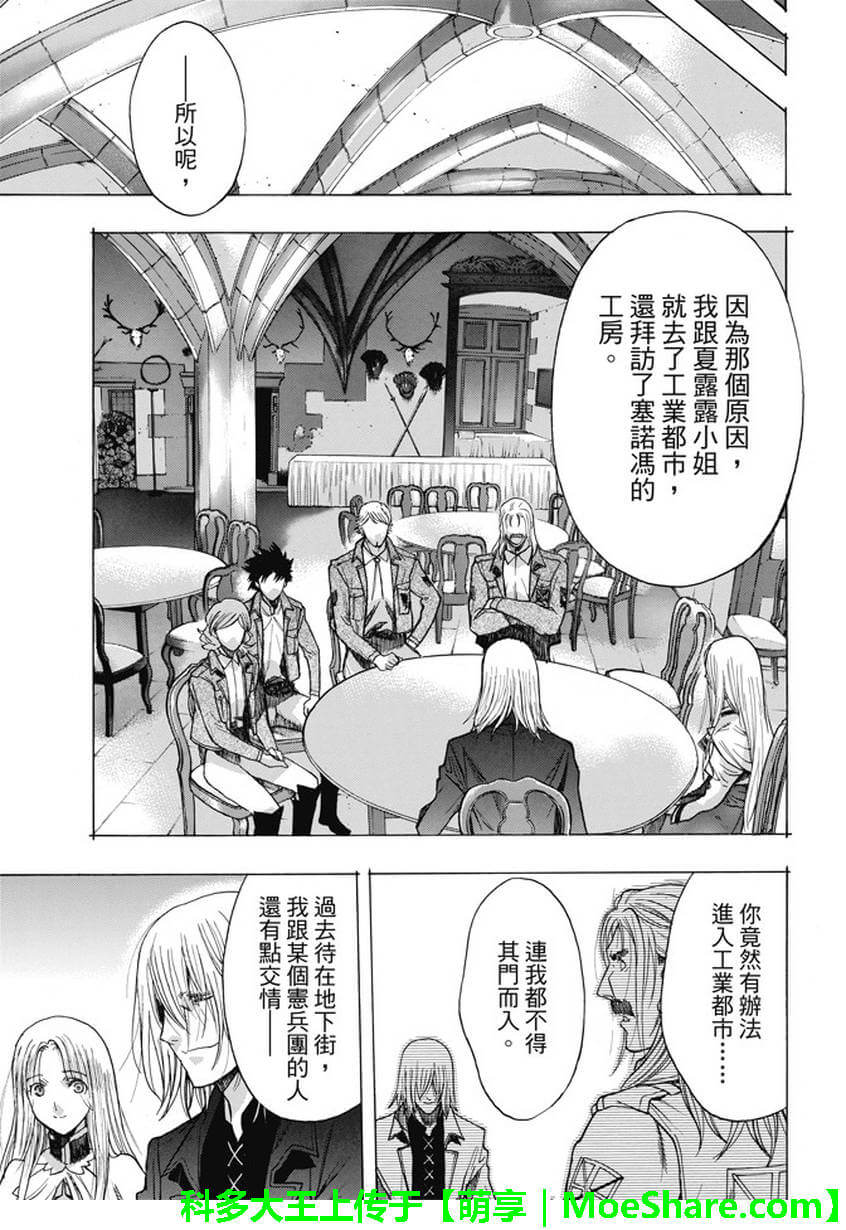 ——所以呢，
因為那個原因，
我跟夏露露小姐
就去了工業都市，
還拜訪了塞諾馮的
工房。
你竟然有辦法
進入工業都市……
連我都不得
其門而入。
過去待在地下街，
我跟某個憲兵團的人
還有點交情——
科多大王上传于【萌享｜MoeShare.com】